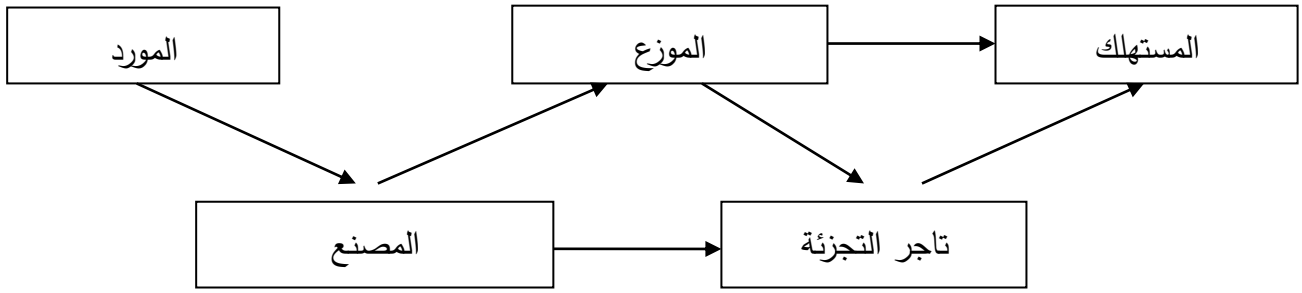 المورد
الموزع
المستهلك
المصنع
تاجر التجزئة